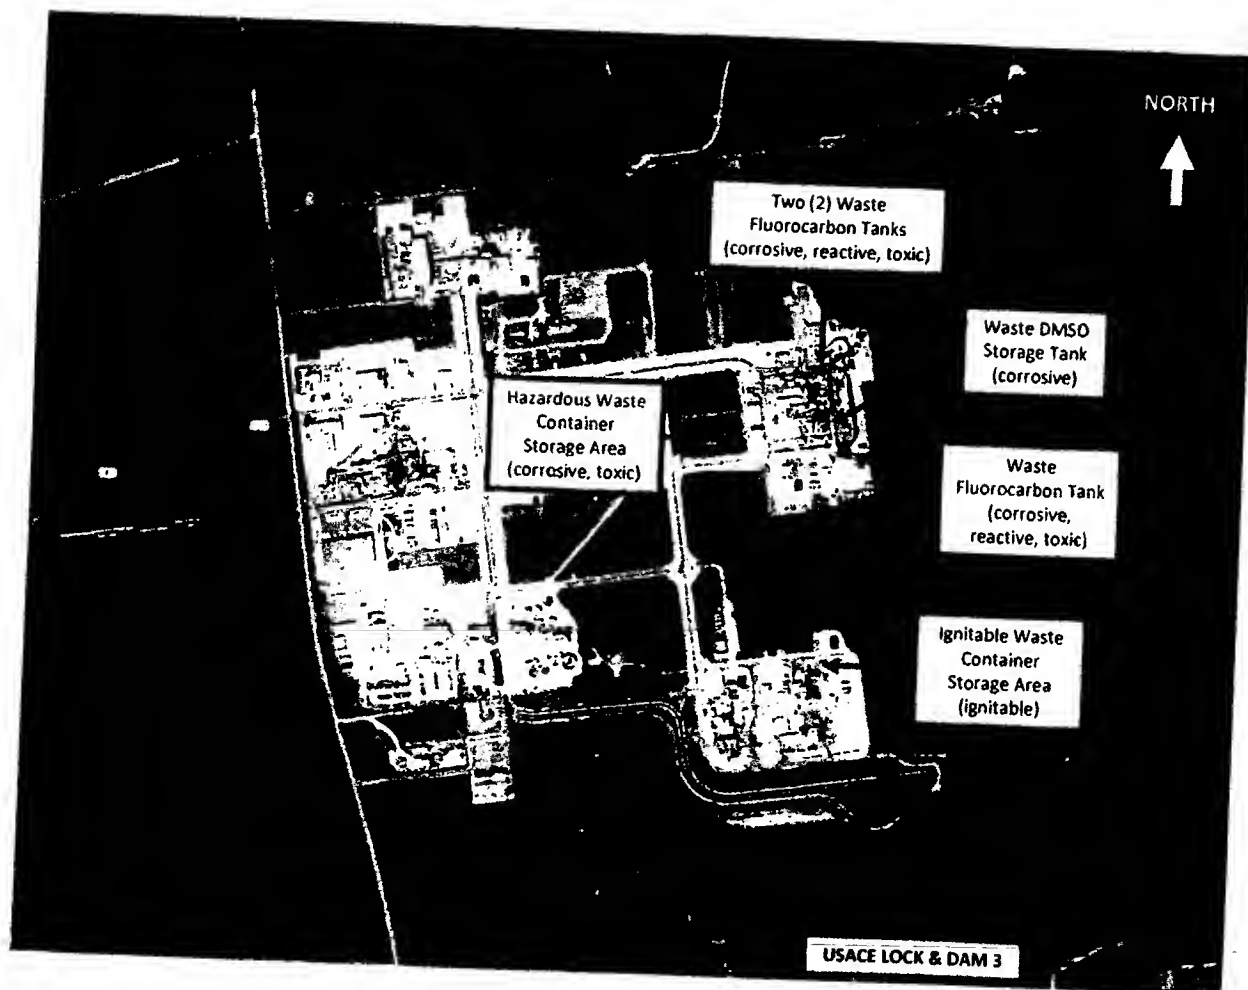 NORTH
Two (2) Waste
Fluorocarbon Tanks
(corrosive, reactive, toxic)
Waste DMSO
Storage Tank
(corrosive)
Hazardous Waste
Container
Storage Area
(corrosive, toxic)
Waste
Fluorocarbon Tank
(corrosive,
reactive, toxic)
Ignitable Waste
Container
Storage Area
(ignitable)
USACE LOCK & DAM 3